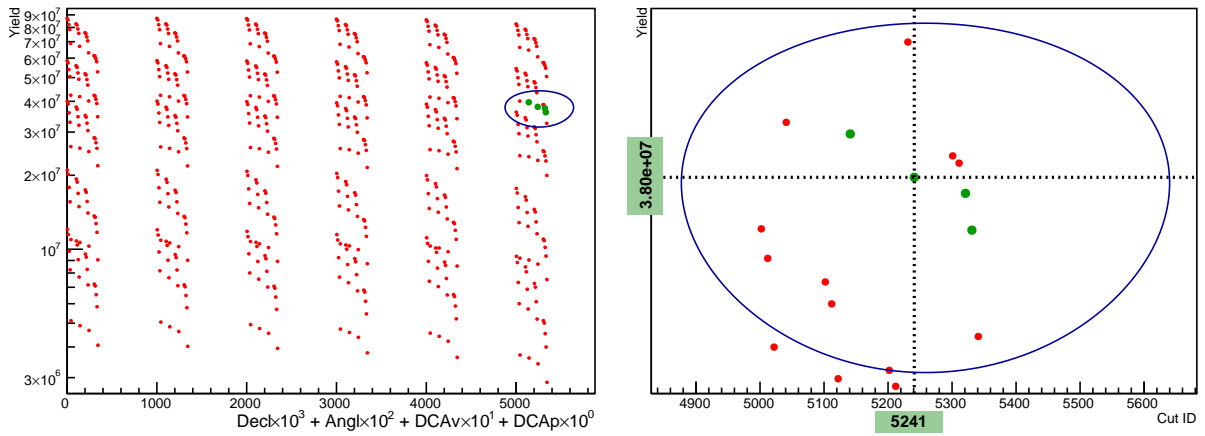 Yield
9×10⁷
8×10⁷
7×10⁷
6×10⁷
5×10⁷
4×10⁷
3×10⁷
2×10⁷
10⁷
3×10⁶
0 1000 2000 3000 4000 5000
Decl×10³ + Angl×10² + DCAv×10¹ + DCAp×10⁰
Yield
3.80e+07
4900 5000 5100 5200 5300 5400 5500 5600
5241
Cut ID